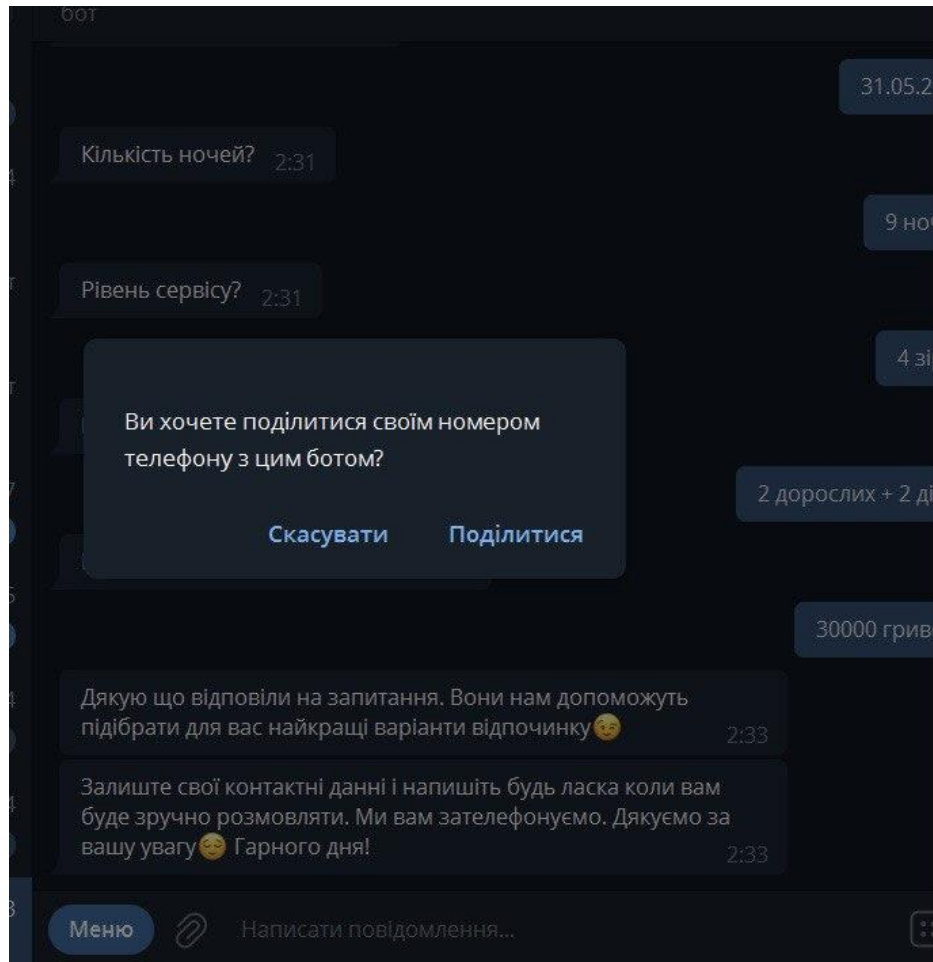 бот
31.05.2
Кількість ночей? 2:31
9 ноч
Рівень сервісу? 2:31
4 зі
Ви хочете поділитися своїм номером
телефону з цим ботом?
2 дорослих + 2 ді
Скасувати Поділитися
30000 грив
Дякую що відповіли на запитання. Вони нам допоможуть
підібрати для вас найкращі варіанти відпочинку😉 2:33
Залиште свої контактні данні і напишіть будь ласка коли вам
буде зручно розмовляти. Ми вам зателефонуємо. Дякуємо за
вашу увагу😌 Гарного дня! 2:33
Меню Написати повідомлення...